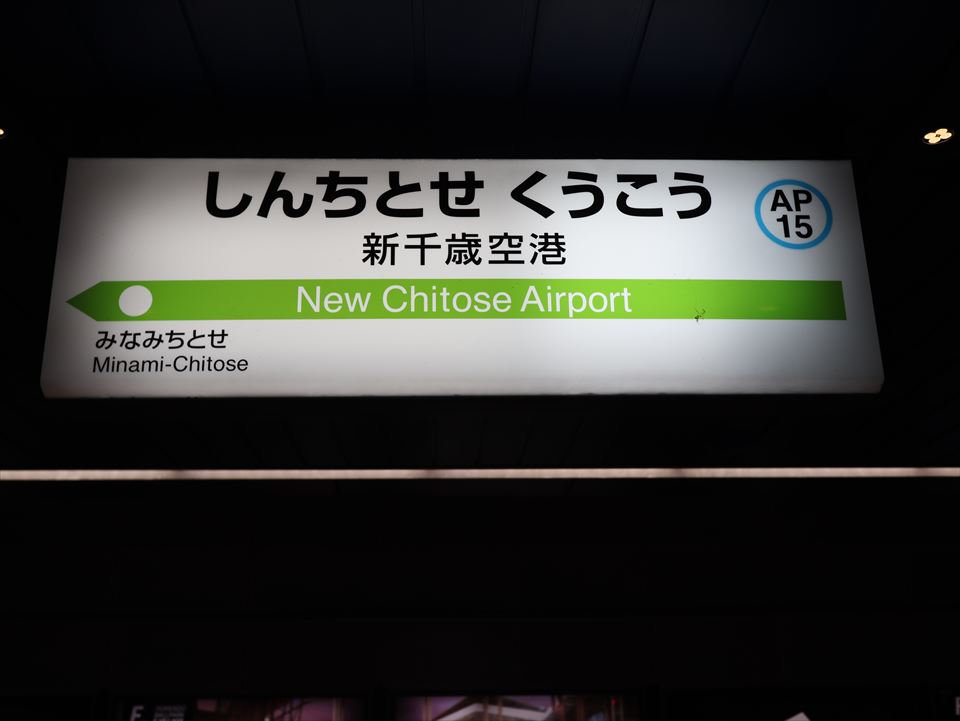 しんちとせ くうこう
AP
15
新千歳空港
New Chitose Airport
みなみちとせ
Minami-Chitose